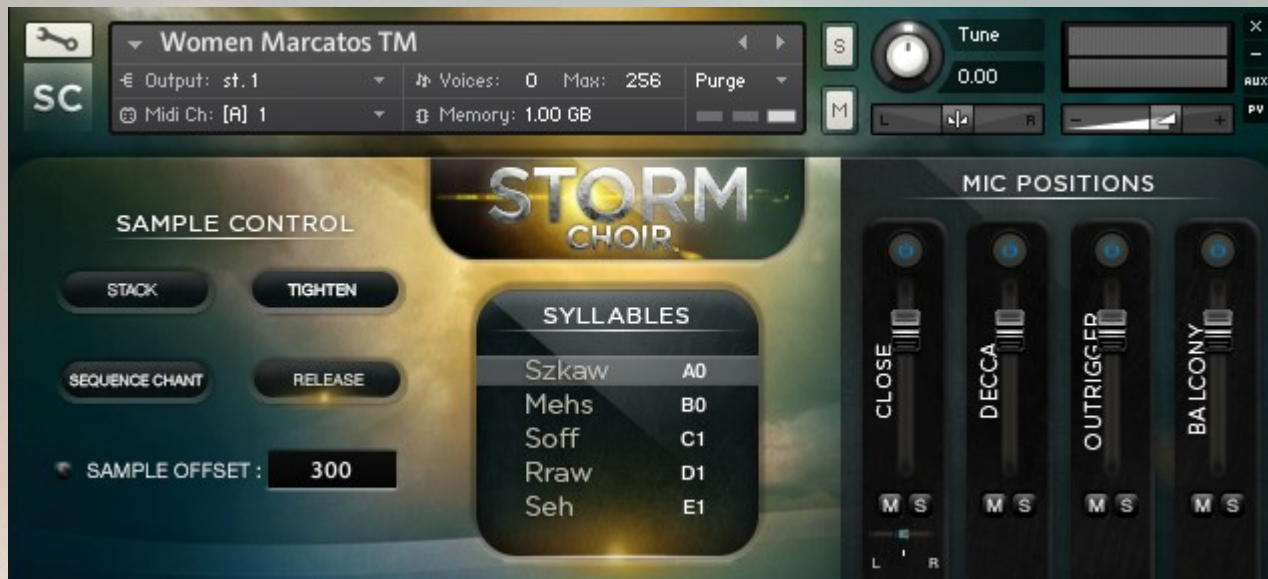 Women Marcatos TM
Output: st. 1
Voices: 0 Max: 256
Purge
Midi Ch: [A] 1
Memory: 1.00 GB
SC
S
M
Tune
0.00
L R
- +
×
–
AUX
PV
STORM
CHOIR
SAMPLE CONTROL
STACK
TIGHTEN
SEQUENCE CHANT
RELEASE
SAMPLE OFFSET : 300
SYLLABLES
Szkaw A0
Mehs B0
Soff C1
Rraw D1
Seh E1
MIC POSITIONS
CLOSE
DECCA
OUTRIGGER
BALCONY
M S M S M S M S
L R